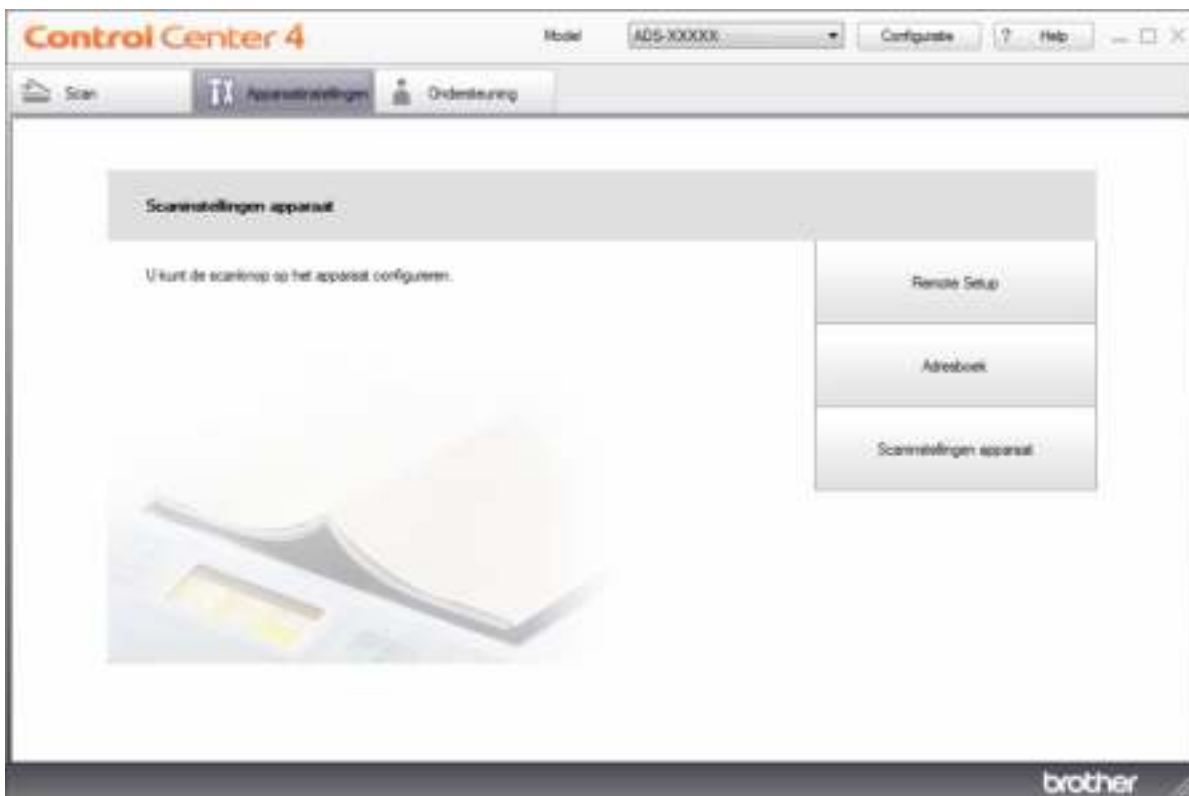 Control Center 4
Model ADS-XXXXX Configuratie ? Help
Scan Apparaatinstellingen Ondersteuning
Scaninstellingen apparaat
U kunt de scanknop op het apparaat configureren.
Remote Setup
Adresboek
Scaninstellingen apparaat
brother